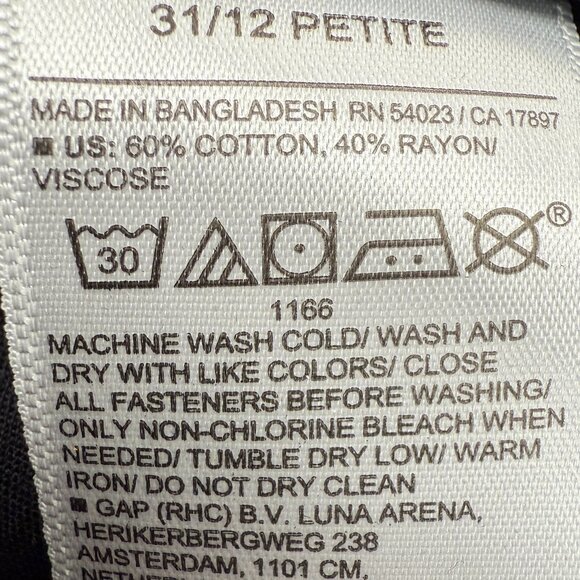 31/12 PETITE
MADE IN BANGLADESH RN 54023 / CA 17897
US: 60% COTTON, 40% RAYON/
VISCOSE
30
®
1166
MACHINE WASH COLD/ WASH AND
DRY WITH LIKE COLORS/ CLOSE
ALL FASTENERS BEFORE WASHING/
ONLY NON-CHLORINE BLEACH WHEN
NEEDED/ TUMBLE DRY LOW/ WARM
IRON/ DO NOT DRY CLEAN
GAP (RHC) B.V. LUNA ARENA,
HERIKERBERGWEG 238
AMSTERDAM, 1101 CM,